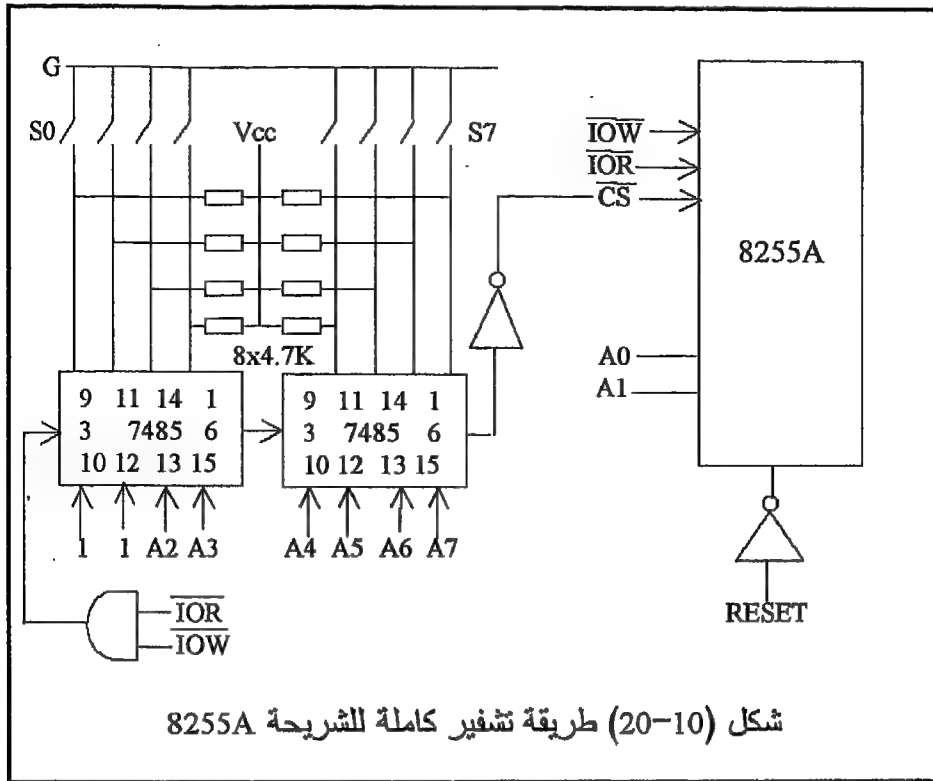 G
S0 Vcc S7
8x4.7K
9 11 14 1
3 7485 6
10 12 13 15
9 11 14 1
3 7485 6
10 12 13 15
1 1 A2 A3
A4 A5 A6 A7
IOR
IOW
IOW
IOR
CS
8255A
A0
A1
RESET
شكل (10-20) طريقة تشفير كاملة للشريحة 8255A